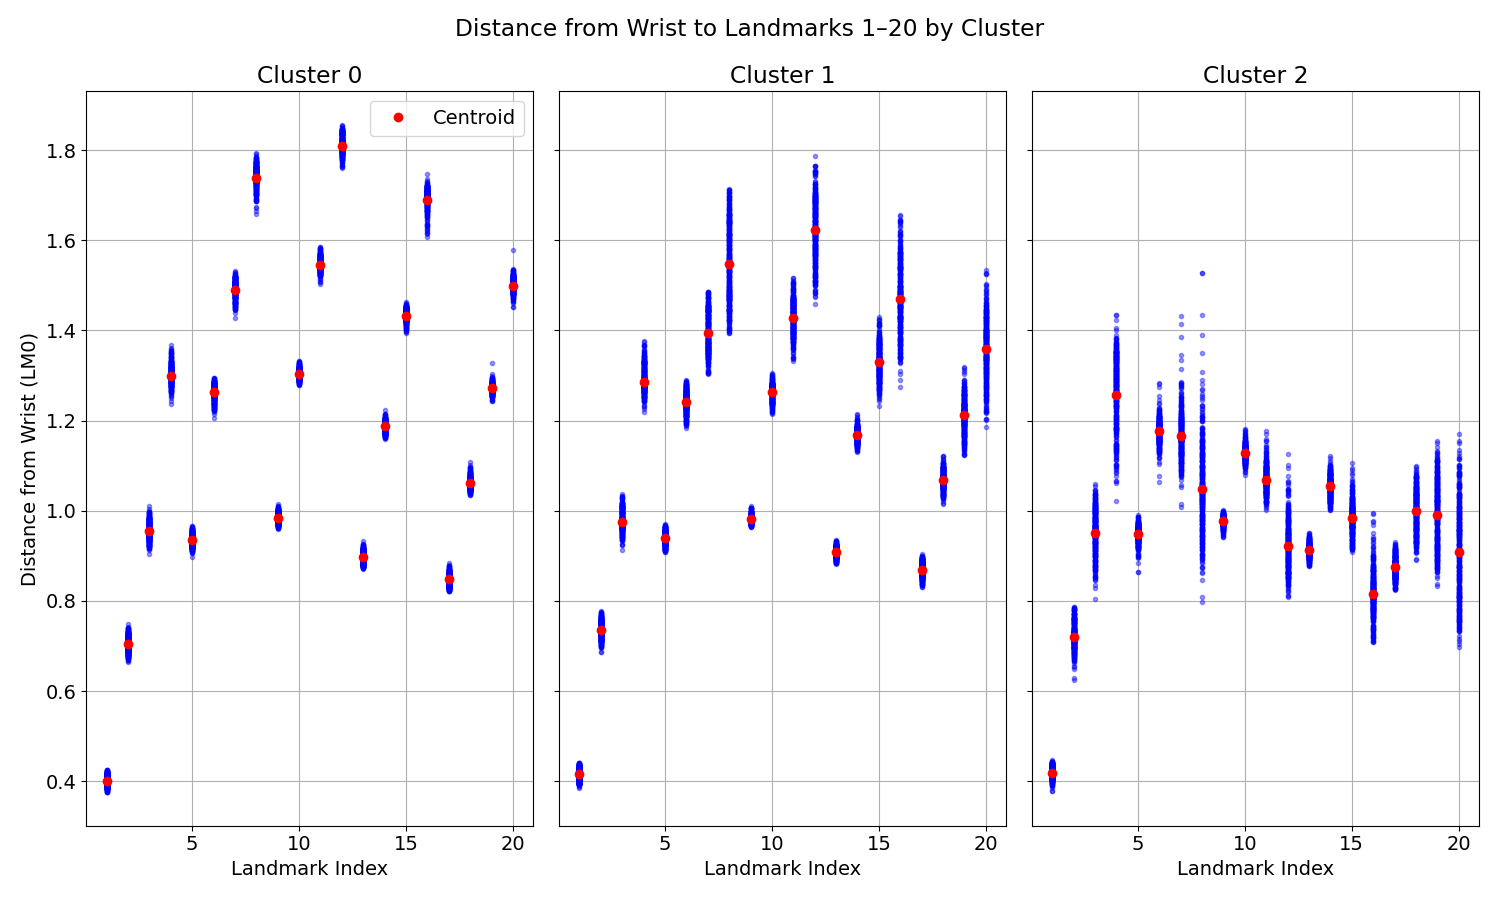 Distance from Wrist to Landmarks 1–20 by Cluster
Cluster 0
Cluster 1
Cluster 2
Centroid
Distance from Wrist (LM0)
1.8
1.6
1.4
1.2
1.0
0.8
0.6
0.4
5 10 15 20
5 10 15 20
5 10 15 20
Landmark Index
Landmark Index
Landmark Index